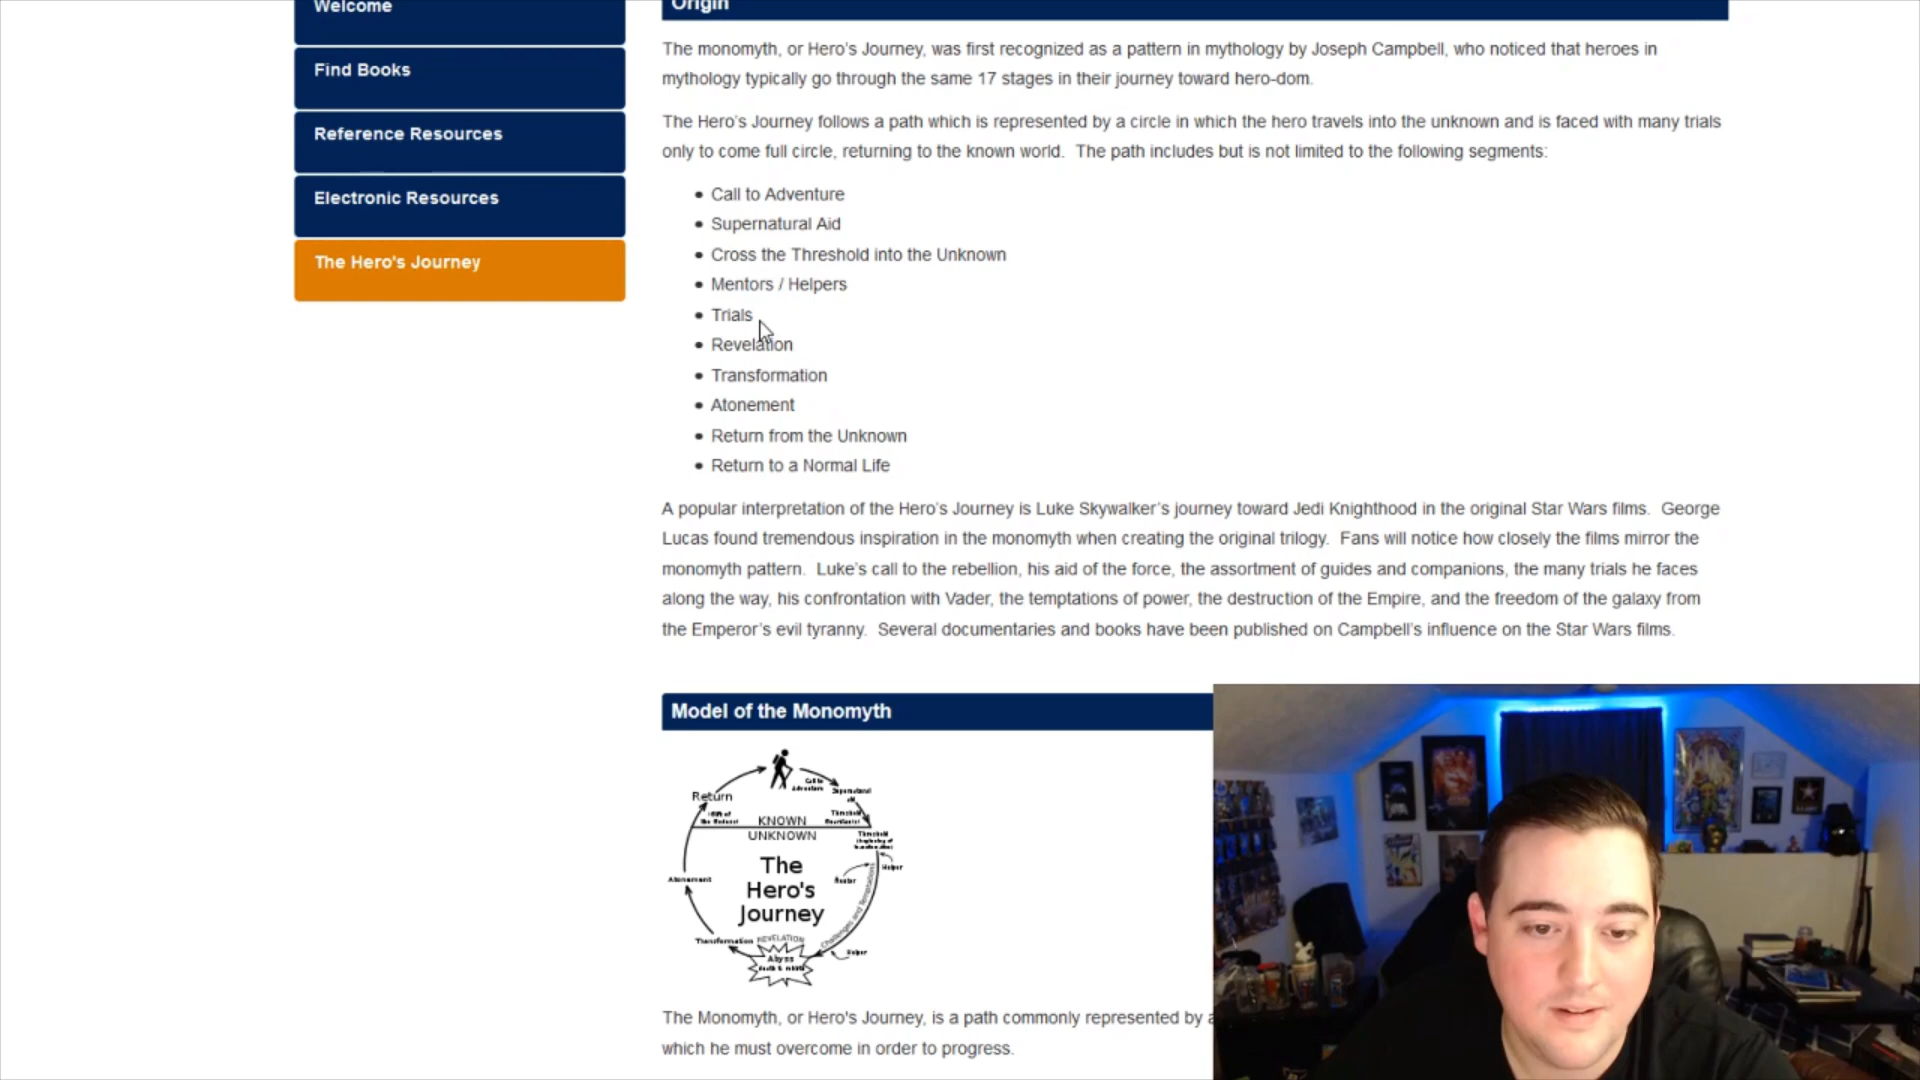 Welcome
Find Books
Reference Resources
Electronic Resources
The Hero's Journey
Origin
The monomyth, or Hero's Journey, was first recognized as a pattern in mythology by Joseph Campbell, who noticed that heroes in
mythology typically go through the same 17 stages in their journey toward hero-dom.
The Hero's Journey follows a path which is represented by a circle in which the hero travels into the unknown and is faced with many trials
only to come full circle, returning to the known world.  The path includes but is not limited to the following segments:
• Call to Adventure
• Supernatural Aid
• Cross the Threshold into the Unknown
• Mentors / Helpers
• Trials
• Revelation
• Transformation
• Atonement
• Return from the Unknown
• Return to a Normal Life
A popular interpretation of the Hero's Journey is Luke Skywalker's journey toward Jedi Knighthood in the original Star Wars films.  George
Lucas found tremendous inspiration in the monomyth when creating the original trilogy.  Fans will notice how closely the films mirror the
monomyth pattern.  Luke's call to the rebellion, his aid of the force, the assortment of guides and companions, the many trials he faces
along the way, his confrontation with Vader, the temptations of power, the destruction of the Empire, and the freedom of the galaxy from
the Emperor's evil tyranny.  Several documentaries and books have been published on Campbell's influence on the Star Wars films.
Model of the Monomyth
Call to
Adventure
Supernatural
aid
Return
KNOWN
Threshold
UNKNOWN
Threshold
The
Hero's
Journey
Helper
Mentor
Challenges and Temptations
Atonement
Transformation
REVELATION
Abyss
Helper
The Monomyth, or Hero's Journey, is a path commonly represented by a
which he must overcome in order to progress.